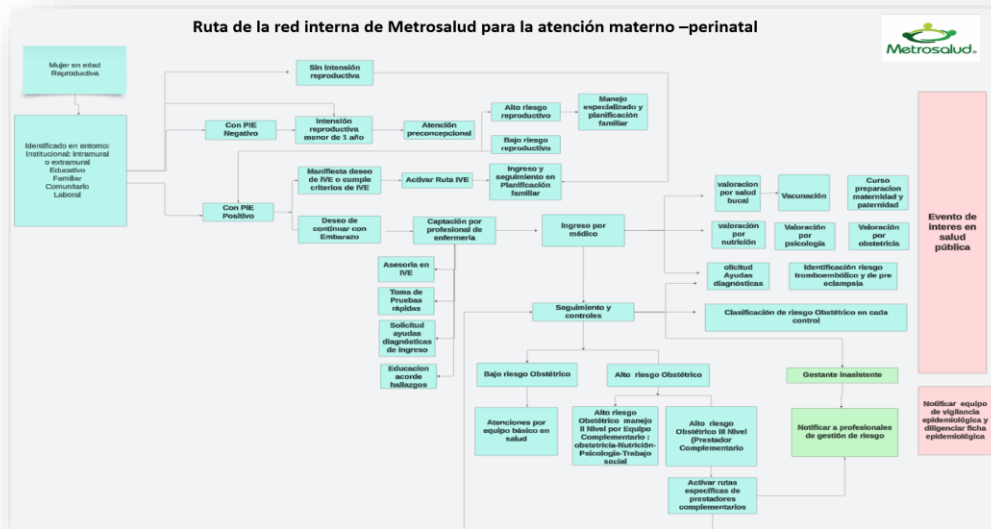 Ruta de la red interna de Metrosalud para la atención materno –perinatal
Metrosalud
Mujer en edad
Reproductiva
Identificado en entorno:
Institucional: intramural
o extramural
Educativo
Familiar
Comunitario
Laboral
Sin intensión
reproductiva
Con PIE
Negativo
Intensión
reproductiva
menor de 1 año
Atención
preconcepcional
Alto riesgo
reproductivo
Manejo
especializado y
planificación
familiar
Bajo riesgo
reproductivo
Con PIE
Positivo
Manifiesta deseo
de IVE o cumple
criterios de IVE
Activar Ruta IVE
Ingreso y
seguimiento en
Planificación
familiar
Deseo de
continuar con
Embarazo
Captación por
profesional de
enfermería
Ingreso por
médico
Asesoria en
IVE
Toma de
Pruebas
rápidas
Solicitud
ayudas
diagnósticas
de ingreso
Educacion
acorde
hallazgos
valoracion
por salud
bucal
Vacunación
Curso
preparacion
maternidad y
paternidad
valoración
por
nutrición
Valoración
por
psicología
Valoración
por
obstetricia
olicitud
Ayudas
diagnósticas
Identificación riesgo
tromboembólico y de pre
eclampsia
Seguimiento y
controles
Clasificación de riesgo Obstétrico en cada
control
Bajo riesgo Obstétrico
Alto riesgo Obstétrico
Gestante Inasistente
Atenciones por
equipo básico en
salud
Alto riesgo
Obstétrico manejo
II Nivel por Equipo
Complementario :
obstetricia-Nutrición-
Psicología-Trabajo
social
Alto riesgo
Obstétrico III Nivel
(Prestador
Complementario
Notificar a profesionales
de gestión de riesgo
Activar rutas
específicas de
prestadores
complementarios
Evento de
interes en
salud
pública
Notificar equipo
de vigilancia
epidemiológica y
diligenciar ficha
epidemiológica